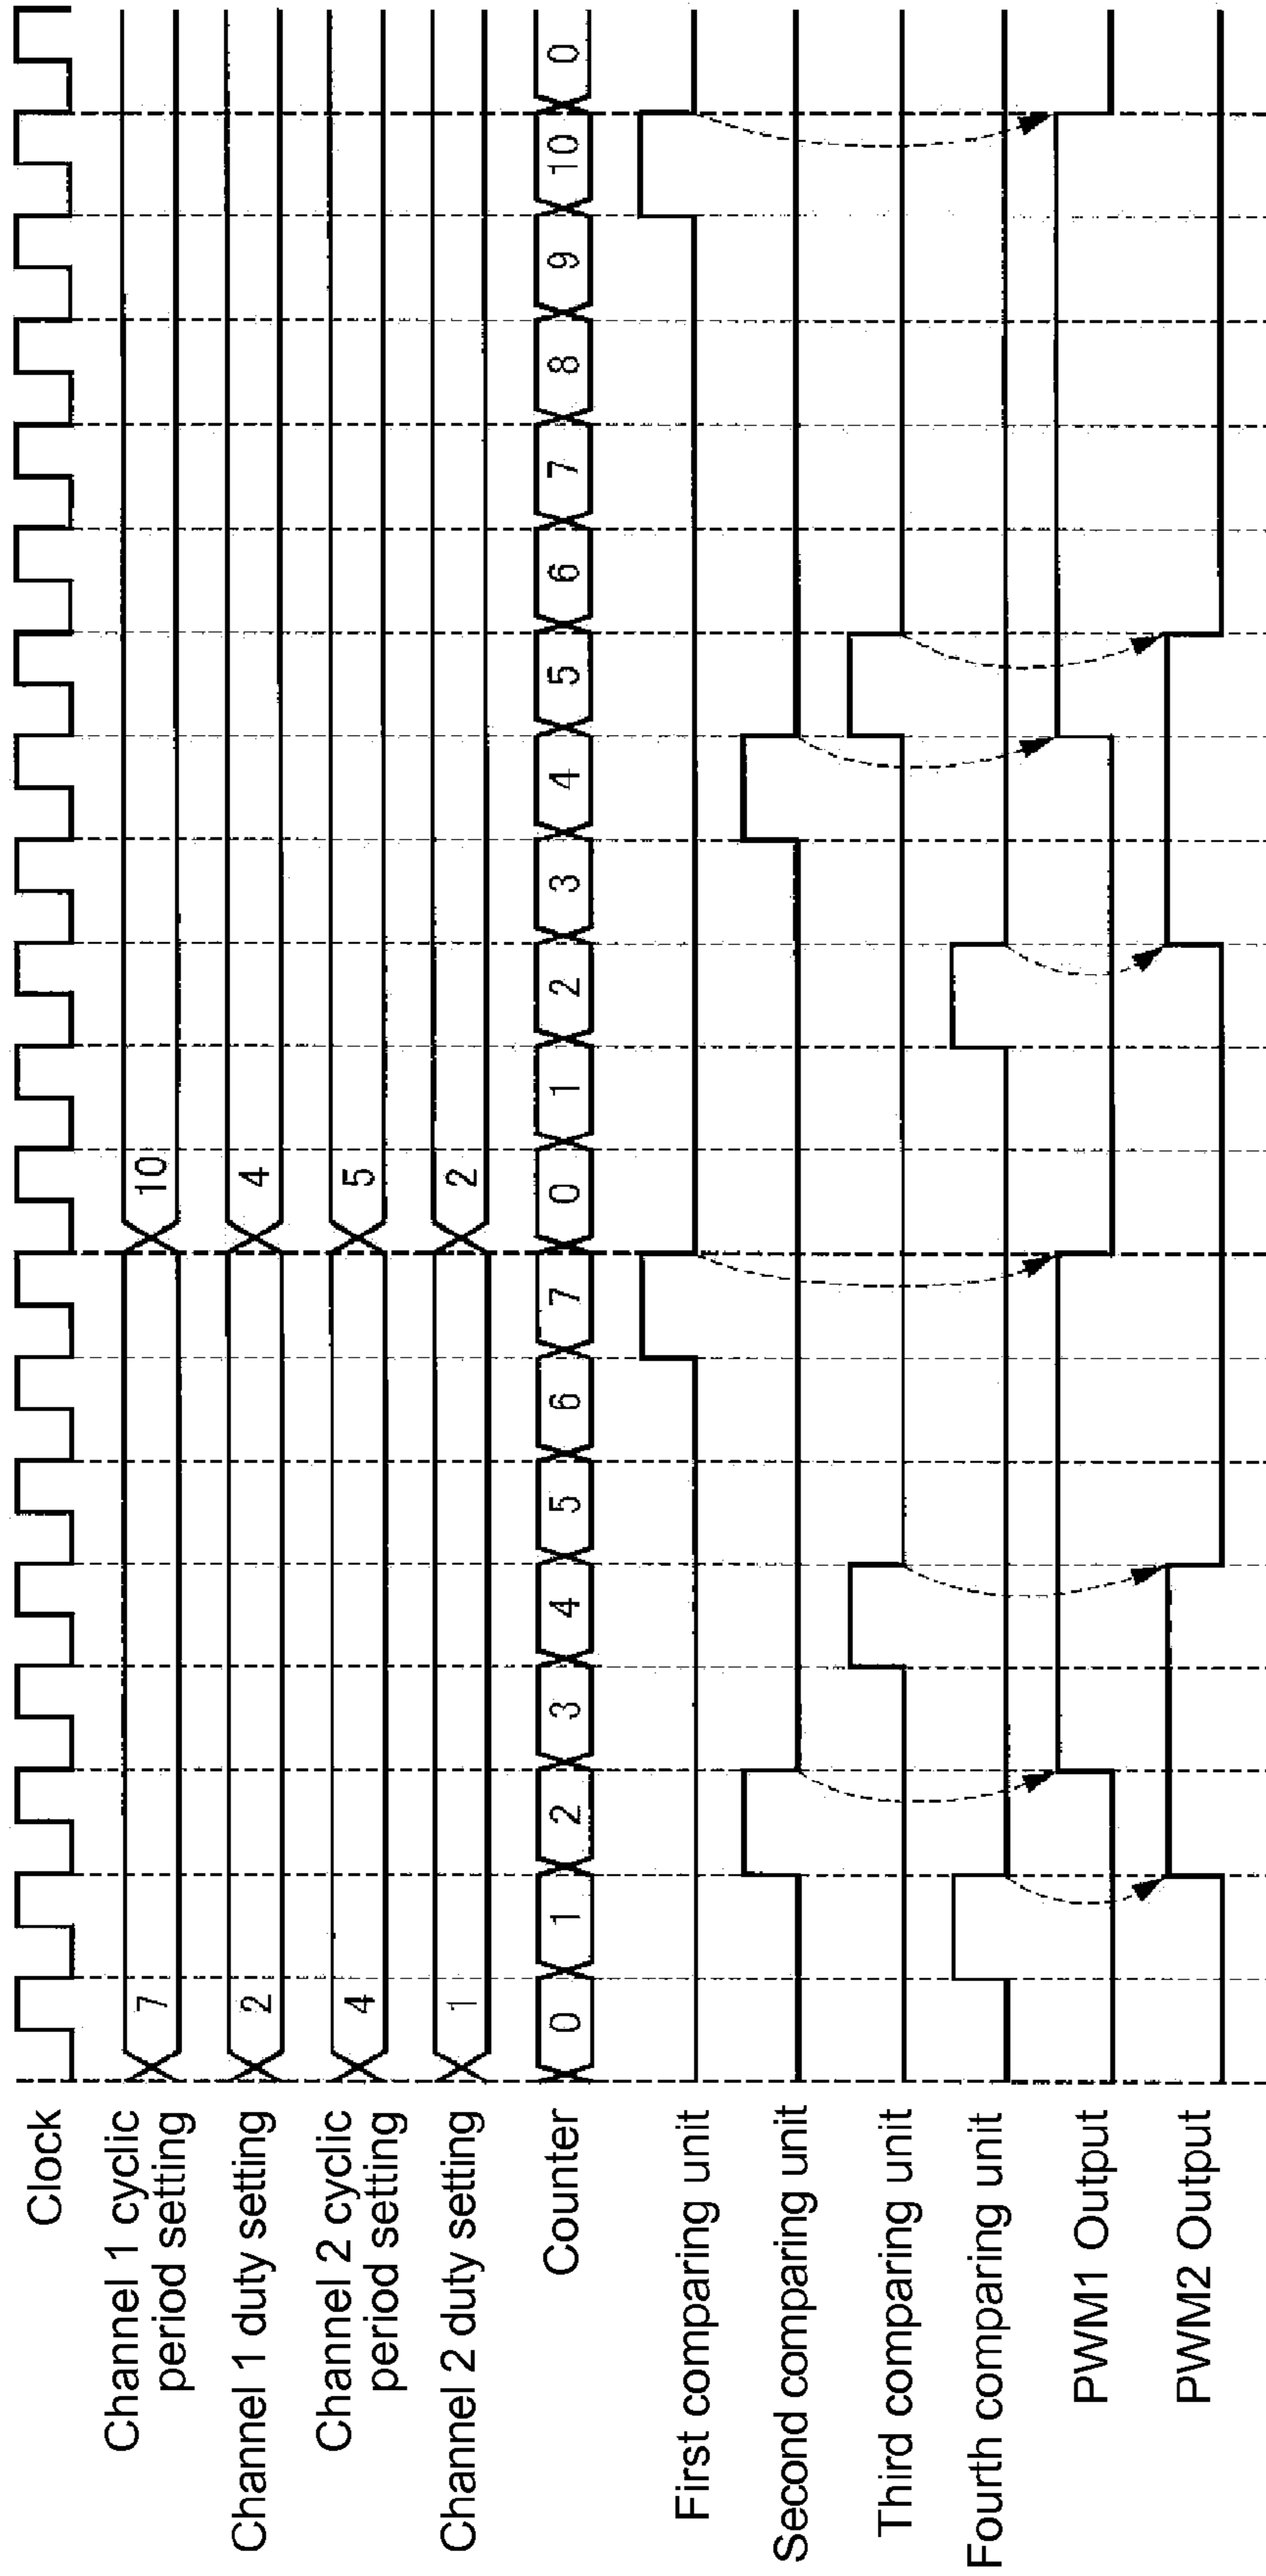 Clock
Channel 1 cyclic
period setting
7 10
Channel 1 duty setting
2 4
Channel 2 cyclic
period setting
4 5
Channel 2 duty setting
1 2
Counter
0 1 2 3 4 5 6 7 0 1 2 3 4 5 6 7 8 9 10 0
First comparing unit
Second comparing unit
Third comparing unit
Fourth comparing unit
PWM1 Output
PWM2 Output